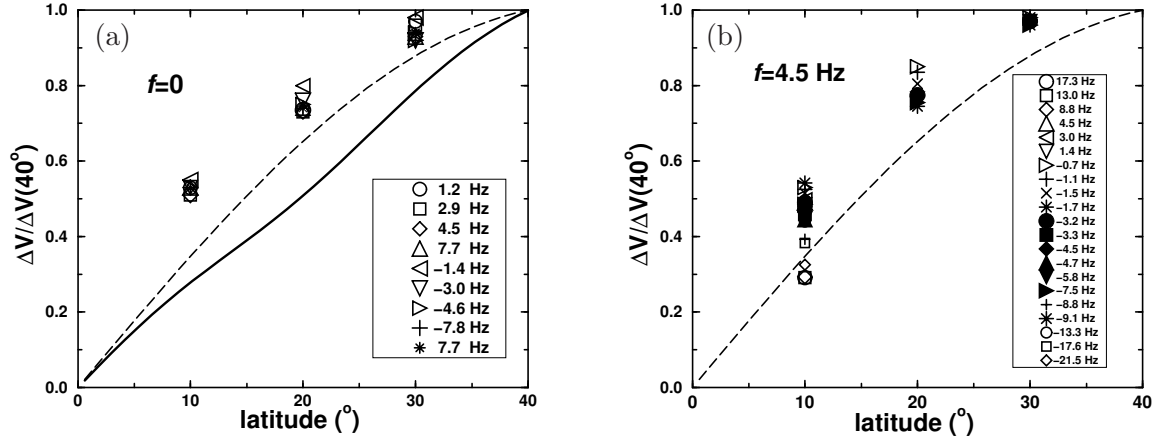 (a)
f=0
ΔV/ΔV(40°)
1.0
0.8
0.6
0.4
0.2
0.0
0
10
20
30
40
latitude (°)
1.2 Hz
2.9 Hz
4.5 Hz
7.7 Hz
−1.4 Hz
−3.0 Hz
−4.6 Hz
−7.8 Hz
7.7 Hz
(b)
f=4.5 Hz
ΔV/ΔV(40°)
1.0
0.8
0.6
0.4
0.2
0.0
0
10
20
30
40
latitude (°)
17.3 Hz
13.0 Hz
8.8 Hz
4.5 Hz
3.0 Hz
1.4 Hz
−0.7 Hz
−1.1 Hz
−1.5 Hz
−1.7 Hz
−3.2 Hz
−3.3 Hz
−4.5 Hz
−4.7 Hz
−5.8 Hz
−7.5 Hz
−8.8 Hz
−9.1 Hz
−13.3 Hz
−17.6 Hz
−21.5 Hz